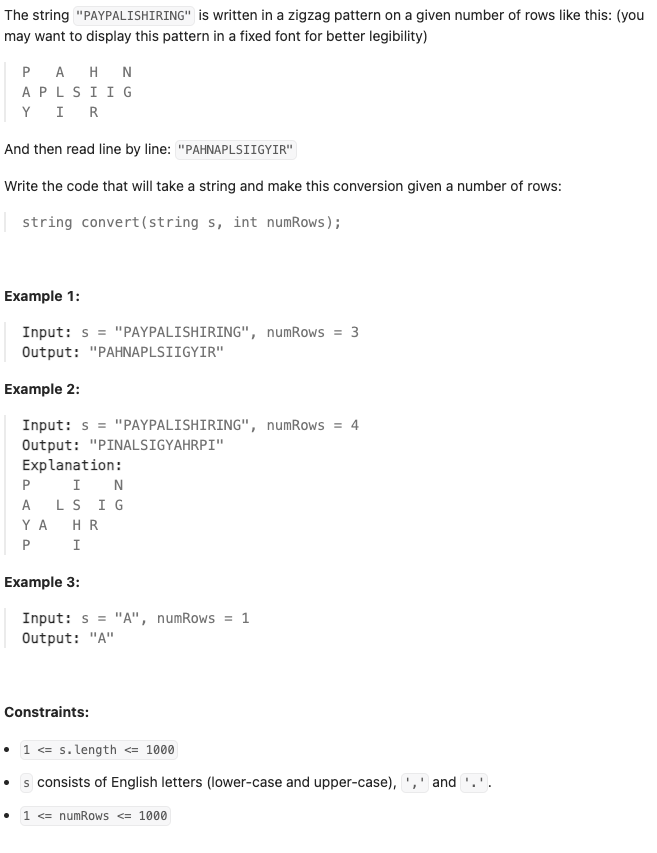 The string "PAYPALISHIRING" is written in a zigzag pattern on a given number of rows like this: (you
may want to display this pattern in a fixed font for better legibility)
P   A   H   N
A P L S I I G
Y   I   R
And then read line by line: "PAHNAPLSIIGYIR"
Write the code that will take a string and make this conversion given a number of rows:
string convert(string s, int numRows);
Example 1:
Input: s = "PAYPALISHIRING", numRows = 3
Output: "PAHNAPLSIIGYIR"
Example 2:
Input: s = "PAYPALISHIRING", numRows = 4
Output: "PINALSIGYAHRPI"
Explanation:
P     I    N
A   L S  I G
Y A   H R
P     I
Example 3:
Input: s = "A", numRows = 1
Output: "A"
Constraints:
• 1 <= s.length <= 1000
• s consists of English letters (lower-case and upper-case), ',' and '.'.
• 1 <= numRows <= 1000